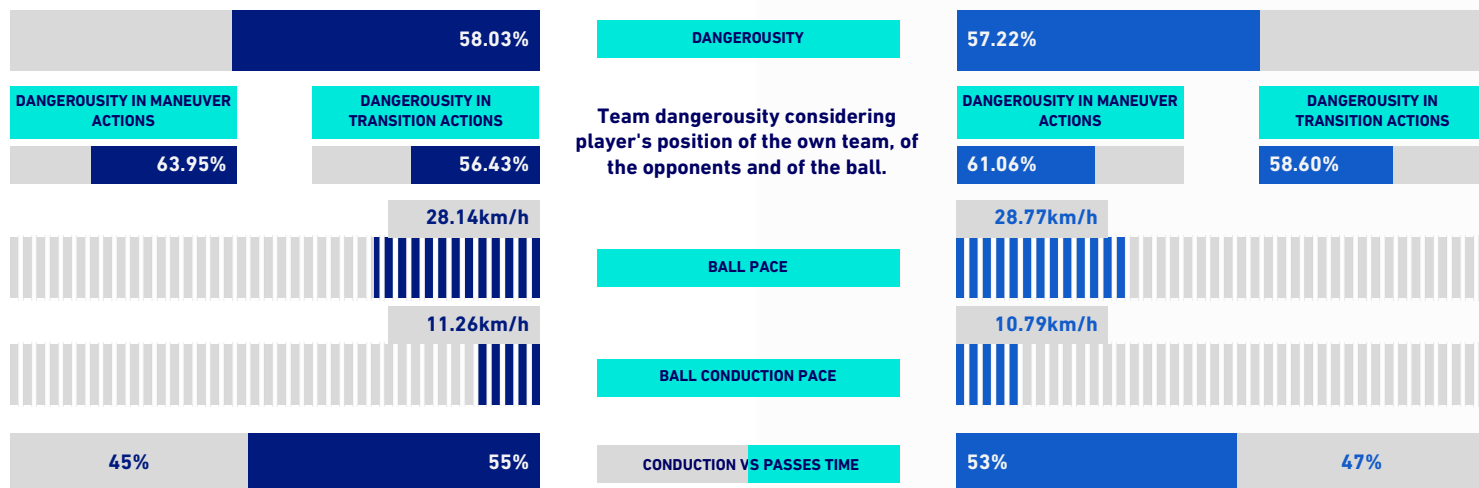 58.03%
DANGEROUSITY
57.22%
DANGEROUSITY IN MANEUVER
ACTIONS
DANGEROUSITY IN
TRANSITION ACTIONS
63.95%
56.43%
Team dangerousity considering
player's position of the own team, of
the opponents and of the ball.
DANGEROUSITY IN MANEUVER
ACTIONS
DANGEROUSITY IN
TRANSITION ACTIONS
61.06%
58.60%
28.14km/h
BALL PACE
28.77km/h
11.26km/h
BALL CONDUCTION PACE
10.79km/h
45%
55%
CONDUCTION VS PASSES TIME
53%
47%